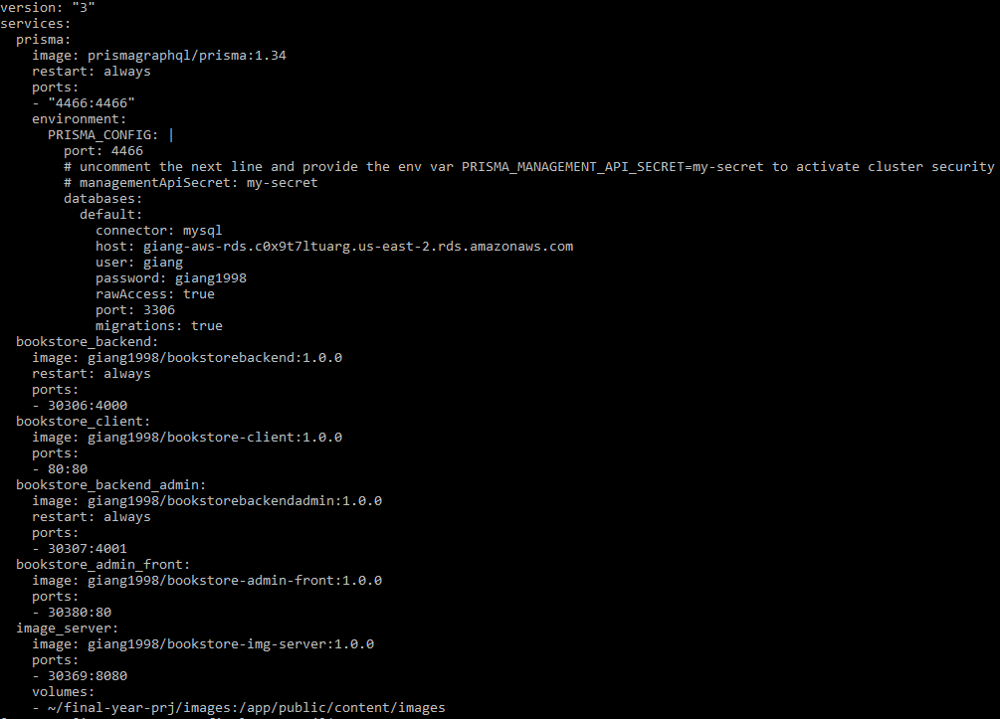 version: "3"
services:
  prisma:
    image: prismagraphql/prisma:1.34
    restart: always
    ports:
    - "4466:4466"
    environment:
      PRISMA_CONFIG: |
        port: 4466
        # uncomment the next line and provide the env var PRISMA_MANAGEMENT_API_SECRET=my-secret to activate cluster security
        # managementApiSecret: my-secret
        databases:
          default:
            connector: mysql
            host: giang-aws-rds.c0x9t7ltuarg.us-east-2.rds.amazonaws.com
            user: giang
            password: giang1998
            rawAccess: true
            port: 3306
            migrations: true
  bookstore_backend:
    image: giang1998/bookstorebackend:1.0.0
    restart: always
    ports:
    - 30306:4000
  bookstore_client:
    image: giang1998/bookstore-client:1.0.0
    ports:
    - 80:80
  bookstore_backend_admin:
    image: giang1998/bookstorebackendadmin:1.0.0
    restart: always
    ports:
    - 30307:4001
  bookstore_admin_front:
    image: giang1998/bookstore-admin-front:1.0.0
    ports:
    - 30380:80
  image_server:
    image: giang1998/bookstore-img-server:1.0.0
    ports:
    - 30369:8080
    volumes:
    - ~/final-year-prj/images:/app/public/content/images